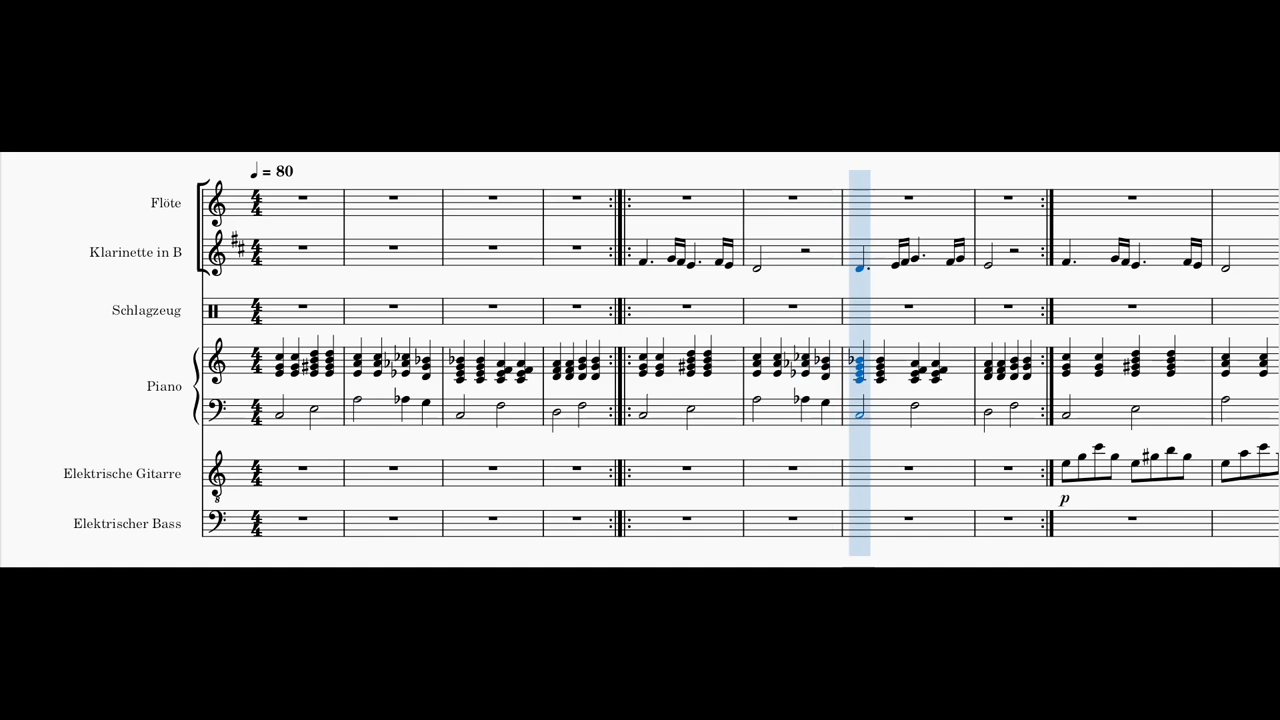 ♩ = 80
Flöte
Klarinette in B
Schlagzeug
Piano
Elektrische Gitarre
p
Elektrischer Bass